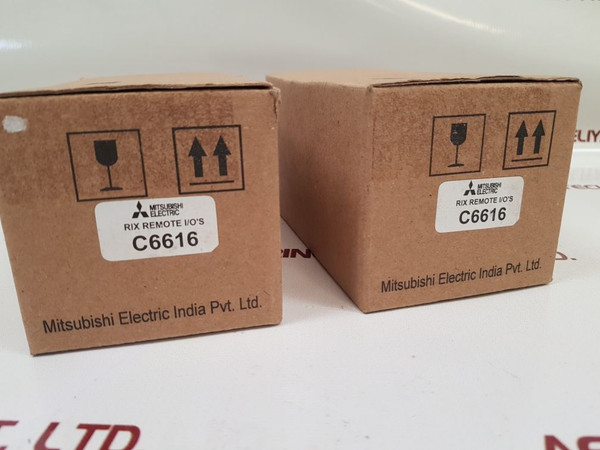 MITSUBISHI
ELECTRIC
RIX REMOTE I/O'S
C6616
Mitsubishi Electric India Pvt. Ltd.
MITSUBISHI
ELECTRIC
RIX REMOTE I/O'S
C6616
Mitsubishi Electric India Pvt. Ltd.
LTD.